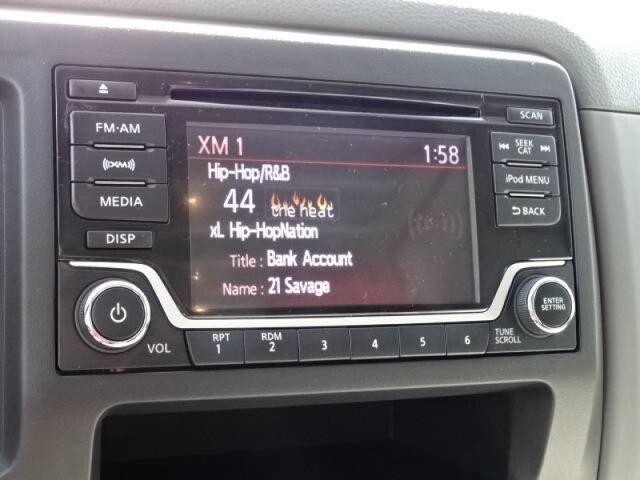 SCAN
FM·AM
XM
MEDIA
DISP
VOL
XM 1
1:58
Hip-Hop/R&B
44 the heat
xL Hip-HopNation
Title : Bank Account
Name : 21 Savage
SEEK
CAT
iPod MENU
BACK
ENTER
SETTING
TUNE
SCROLL
RPT
1
RDM
2
3
4
5
6